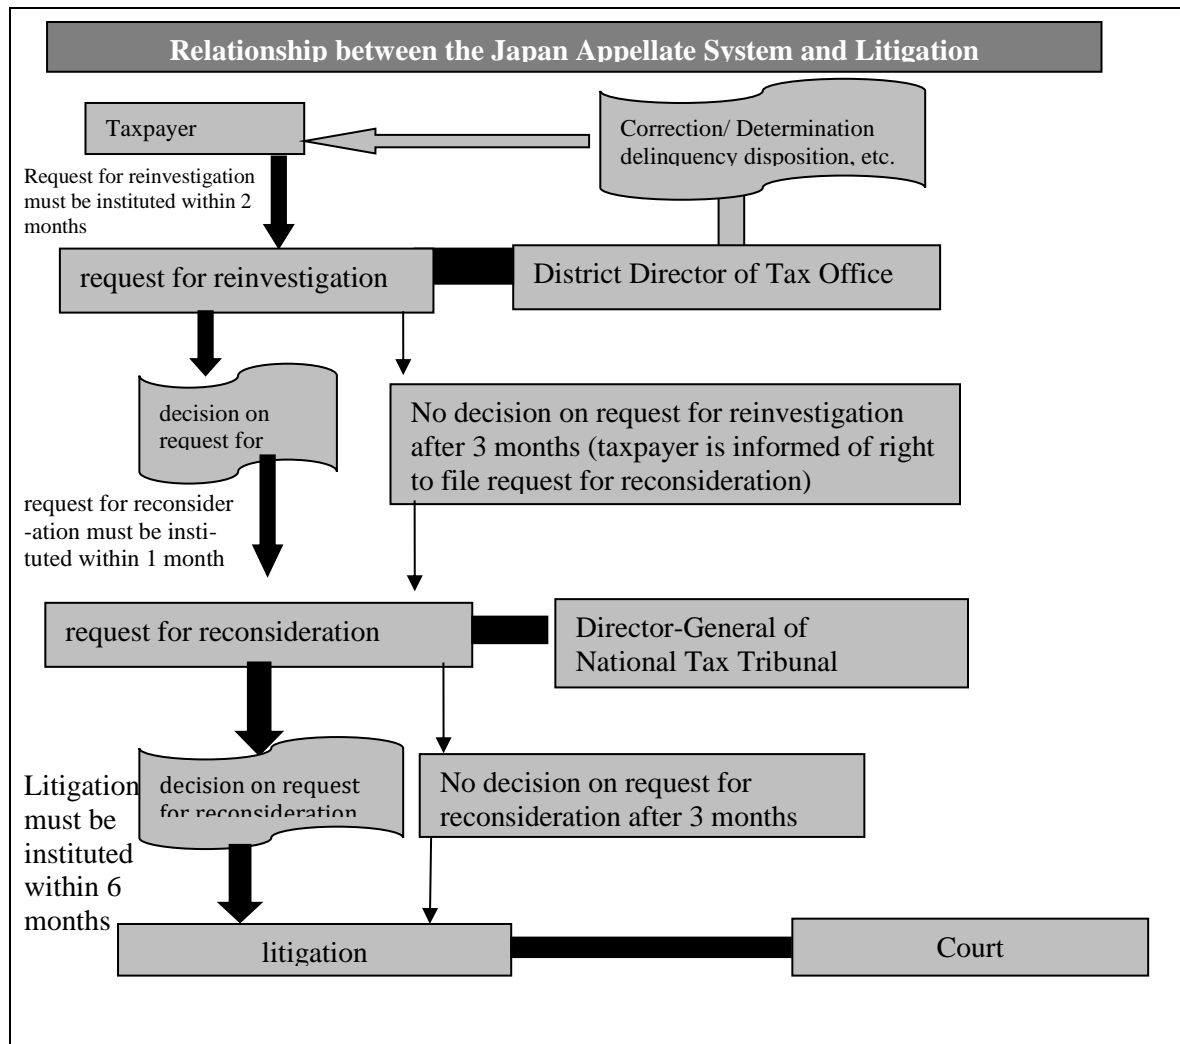 Relationship between the Japan Appellate System and Litigation
Taxpayer
Correction/ Determination
delinquency disposition, etc.
Request for reinvestigation
must be instituted within 2
months
request for reinvestigation
District Director of Tax Office
decision on
request for
No decision on request for reinvestigation
after 3 months (taxpayer is informed of right
to file request for reconsideration)
request for reconsider
-ation must be insti-
tuted within 1 month
request for reconsideration
Director-General of
National Tax Tribunal
Litigation
must be
instituted
within 6
months
decision on request
for reconsideration
No decision on request for
reconsideration after 3 months
litigation
Court